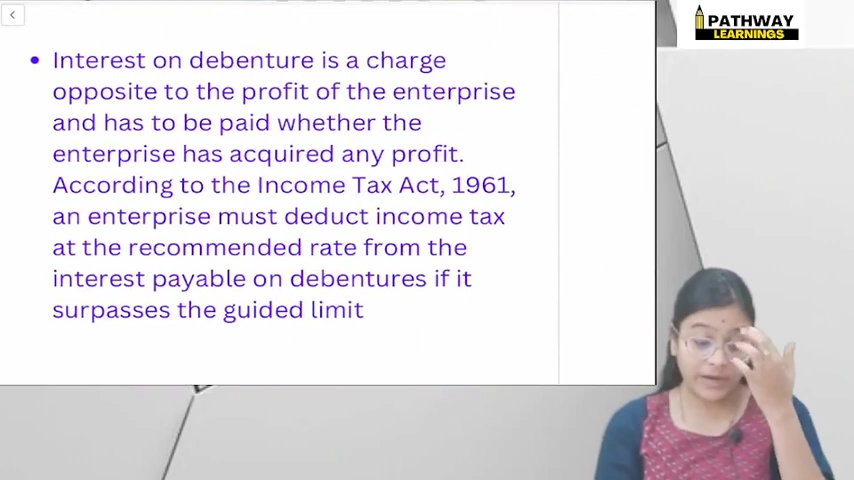 PATHWAY
LEARNINGS
• Interest on debenture is a charge
opposite to the profit of the enterprise
and has to be paid whether the
enterprise has acquired any profit.
According to the Income Tax Act, 1961,
an enterprise must deduct income tax
at the recommended rate from the
interest payable on debentures if it
surpasses the guided limit